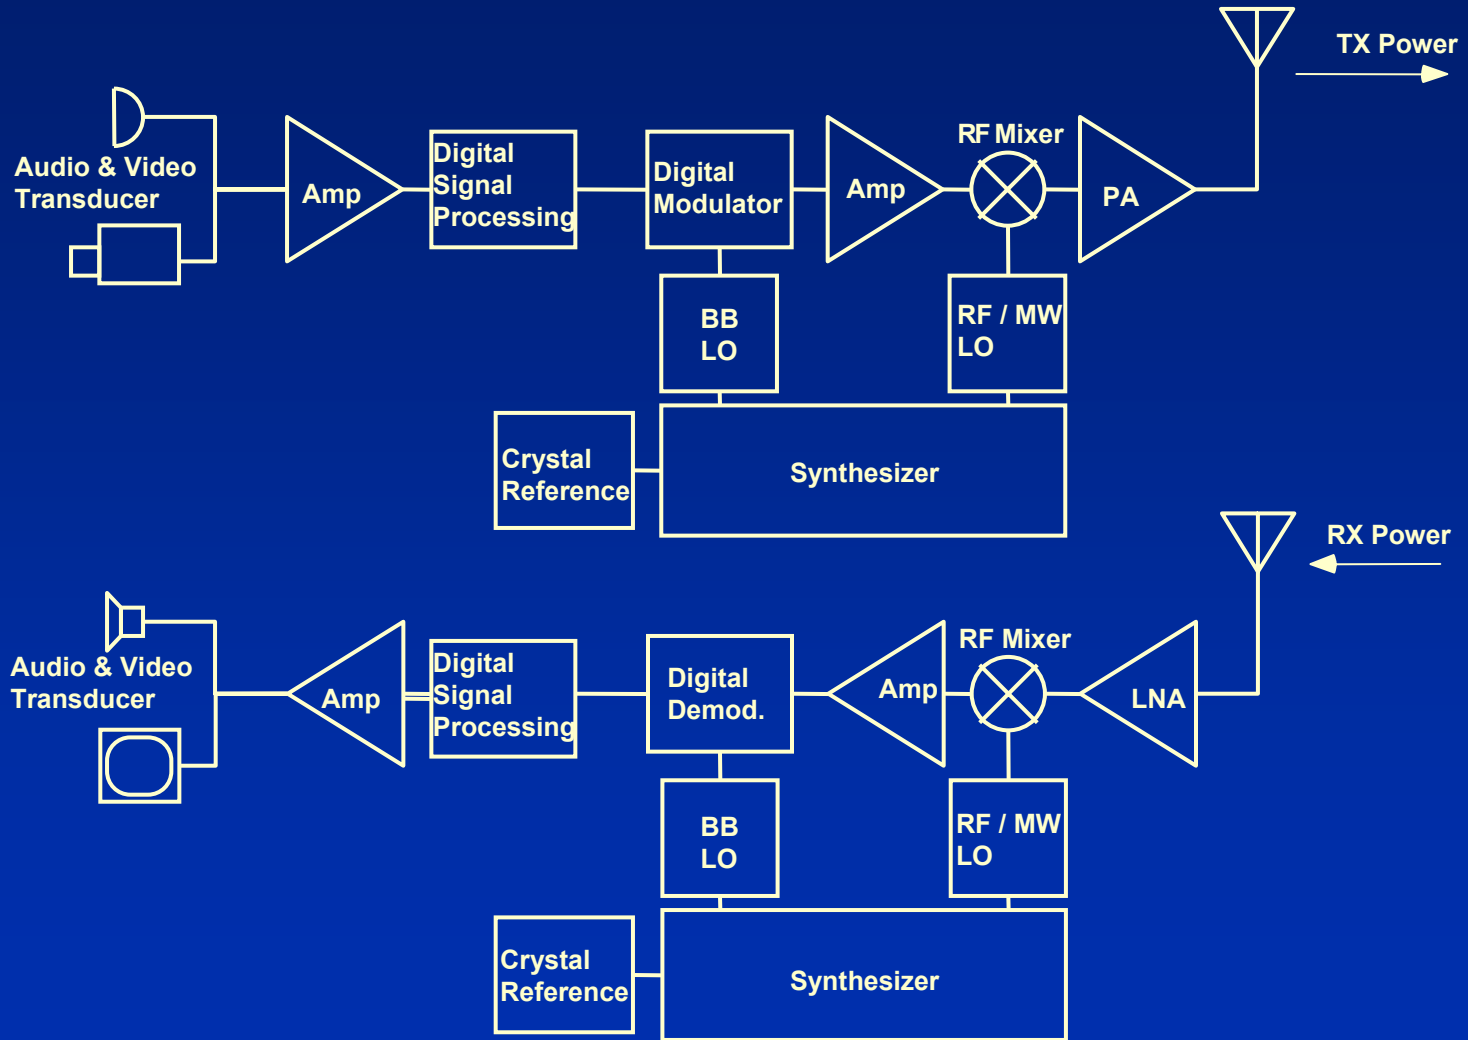 TX Power
Audio & Video
Transducer
Amp
Digital
Signal
Processing
Digital
Modulator
Amp
RF Mixer
PA
BB
LO
RF / MW
LO
Crystal
Reference
Synthesizer
RX Power
Audio & Video
Transducer
Amp
Digital
Signal
Processing
Digital
Demod.
Amp
RF Mixer
LNA
BB
LO
RF / MW
LO
Crystal
Reference
Synthesizer